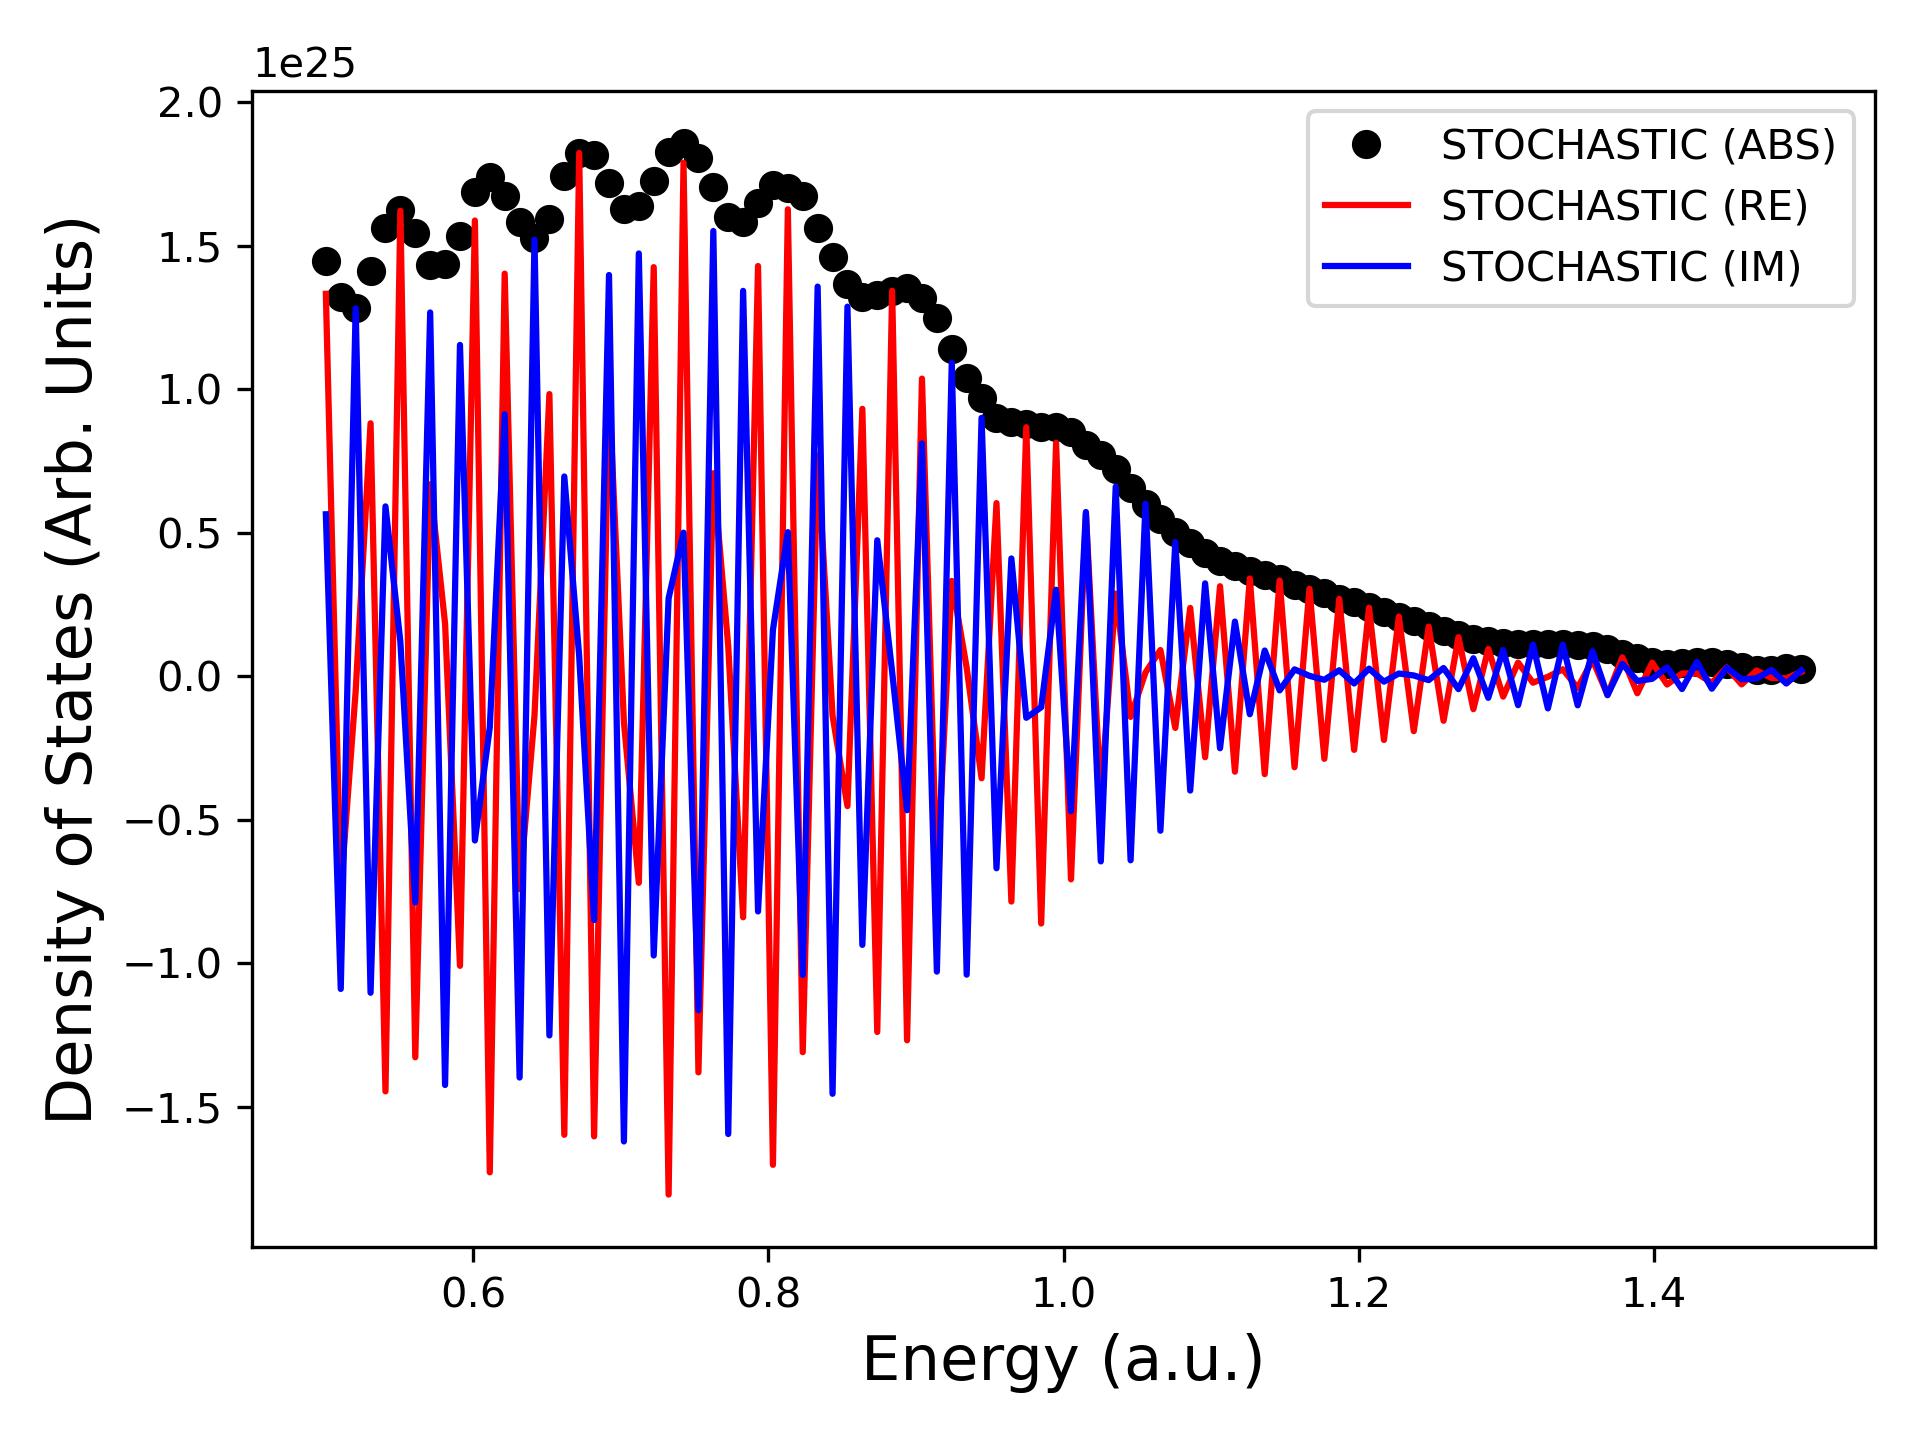 1e25
2.0
1.5
1.0
0.5
0.0
−0.5
−1.0
−1.5
Density of States (Arb. Units)
STOCHASTIC (ABS)
STOCHASTIC (RE)
STOCHASTIC (IM)
0.6 0.8 1.0 1.2 1.4
Energy (a.u.)